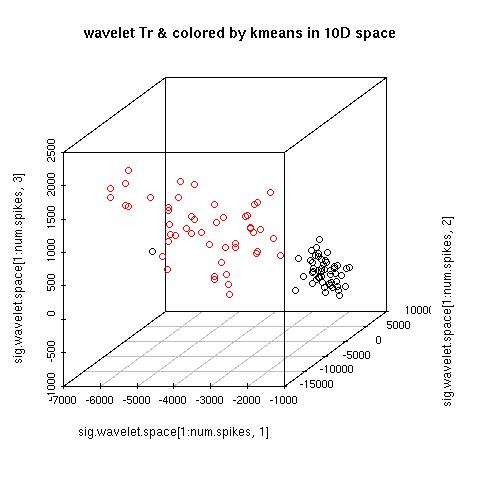 wavelet Tr & colored by kmeans in 10D space
sig.wavelet.space[1:num.spikes, 3]
2500
2000
1500
1000
500
0
-500
-1000
-7000 -6000 -5000 -4000 -3000 -2000 -1000
sig.wavelet.space[1:num.spikes, 1]
10000
5000
0
-5000
-10000
-15000
sig.wavelet.space[1:num.spikes, 2]